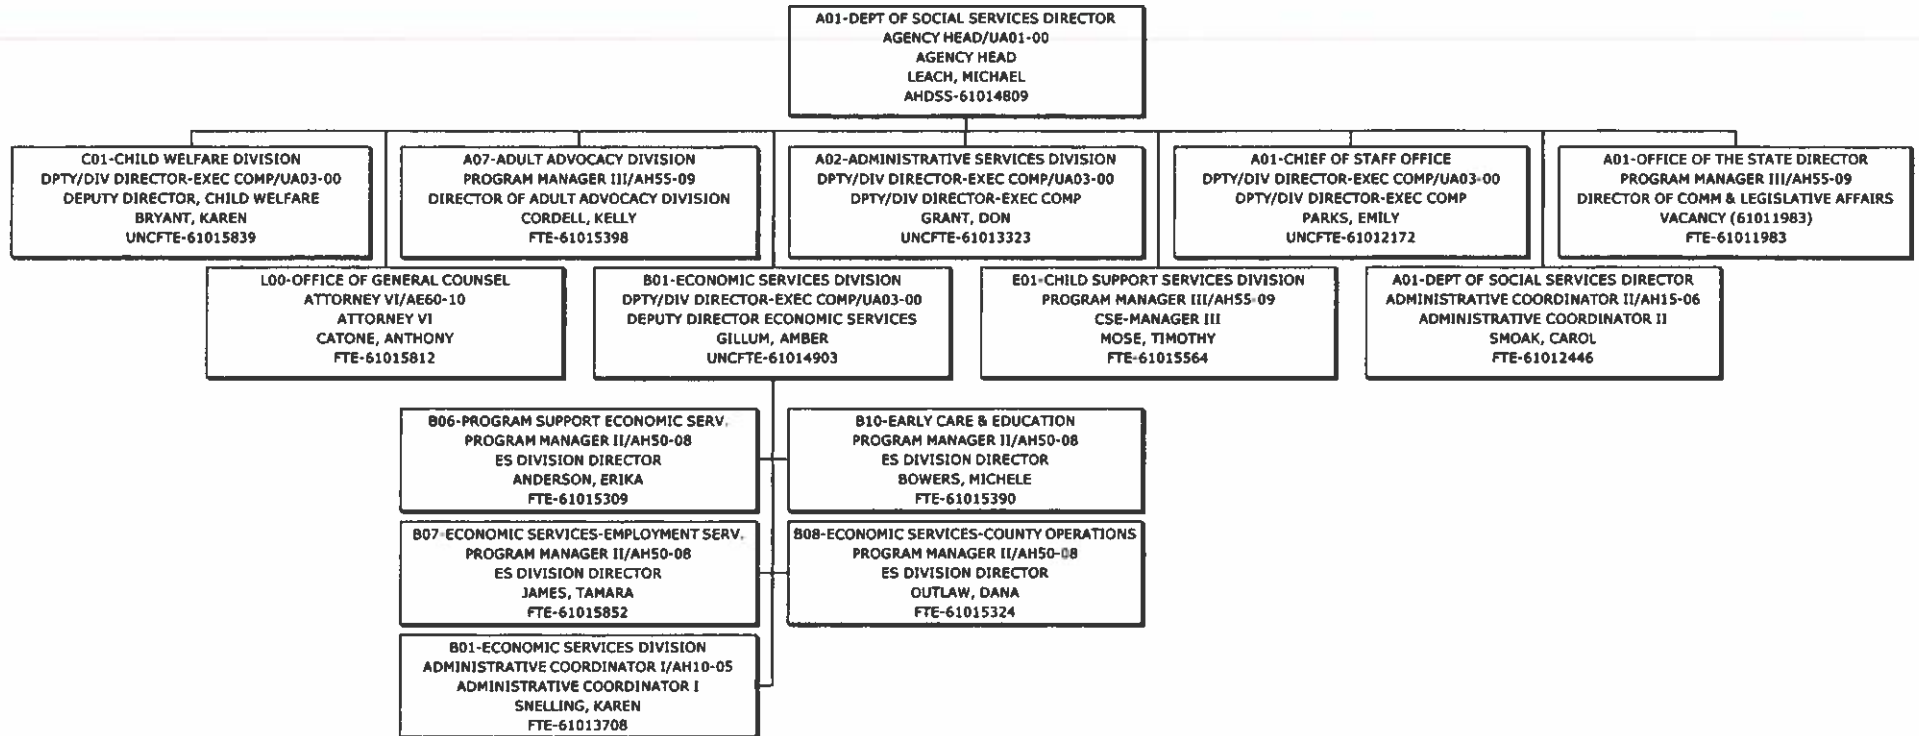 A01-DEPT OF SOCIAL SERVICES DIRECTOR
AGENCY HEAD/UA01-00
AGENCY HEAD
LEACH, MICHAEL
AHDSS-61014809
C01-CHILD WELFARE DIVISION
DPTY/DIV DIRECTOR-EXEC COMP/UA03-00
DEPUTY DIRECTOR, CHILD WELFARE
BRYANT, KAREN
UNCFTE-61015839
A07-ADULT ADVOCACY DIVISION
PROGRAM MANAGER III/AH55-09
DIRECTOR OF ADULT ADVOCACY DIVISION
CORDELL, KELLY
FTE-61015398
A02-ADMINISTRATIVE SERVICES DIVISION
DPTY/DIV DIRECTOR-EXEC COMP/UA03-00
DPTY/DIV DIRECTOR-EXEC COMP
GRANT, DON
UNCFTE-61013323
A01-CHIEF OF STAFF OFFICE
DPTY/DIV DIRECTOR-EXEC COMP/UA03-00
DPTY/DIV DIRECTOR-EXEC COMP
PARKS, EMILY
UNCFTE-61012172
A01-OFFICE OF THE STATE DIRECTOR
PROGRAM MANAGER III/AH55-09
DIRECTOR OF COMM & LEGISLATIVE AFFAIRS
VACANCY (61011983)
FTE-61011983
L00-OFFICE OF GENERAL COUNSEL
ATTORNEY VI/AE60-10
ATTORNEY VI
CATONE, ANTHONY
FTE-61015812
B01-ECONOMIC SERVICES DIVISION
DPTY/DIV DIRECTOR-EXEC COMP/UA03-00
DEPUTY DIRECTOR ECONOMIC SERVICES
GILLUM, AMBER
UNCFTE-61014903
E01-CHILD SUPPORT SERVICES DIVISION
PROGRAM MANAGER III/AH55-09
CSE-MANAGER III
MOSE, TIMOTHY
FTE-61015564
A01-DEPT OF SOCIAL SERVICES DIRECTOR
ADMINISTRATIVE COORDINATOR II/AH15-06
ADMINISTRATIVE COORDINATOR II
SMOAK, CAROL
FTE-61012446
B06-PROGRAM SUPPORT ECONOMIC SERV.
PROGRAM MANAGER II/AH50-08
ES DIVISION DIRECTOR
ANDERSON, ERIKA
FTE-61015309
B10-EARLY CARE & EDUCATION
PROGRAM MANAGER II/AH50-08
ES DIVISION DIRECTOR
BOWERS, MICHELE
FTE-61015390
B07-ECONOMIC SERVICES-EMPLOYMENT SERV.
PROGRAM MANAGER II/AH50-08
ES DIVISION DIRECTOR
JAMES, TAMARA
FTE-61015852
B08-ECONOMIC SERVICES-COUNTY OPERATIONS
PROGRAM MANAGER II/AH50-08
ES DIVISION DIRECTOR
OUTLAW, DANA
FTE-61015324
B01-ECONOMIC SERVICES DIVISION
ADMINISTRATIVE COORDINATOR I/AH10-05
ADMINISTRATIVE COORDINATOR I
SNELLING, KAREN
FTE-61013708